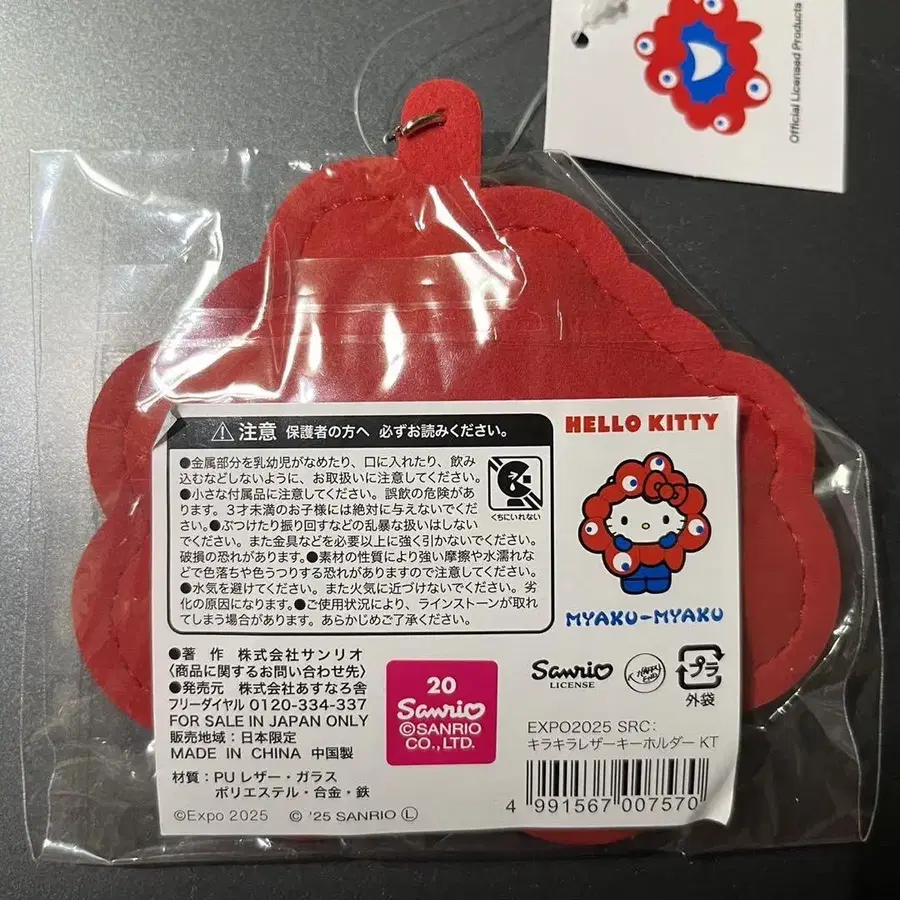 Official Licensed Products
⚠注意 保護者の方へ 必ずお読みください。
●金属部分を乳幼児がなめたり、口に入れたり、飲み
込むなどしないように、お取扱いに注意してください。
●小さな付属品に注意してください。誤飲の危険があ
ります。3才未満のお子様には絶対に与えないでくだ
さい。●ぶつけたり振り回すなどの乱暴な扱いはしない
でください。また金具などを必要以上に強く引かないでください。
破損の恐れがあります。●素材の性質により強い摩擦や水濡れな
どで色落ちや色うつりする恐れがありますので注意してください。
●水気を避けてください。また火気に近づけないでください。劣
化の原因になります。●ご使用状況により、ラインストーンが取れ
てしまう場合があります。あらかじめご了承ください。
くちにいれない
HELLO KITTY
MYAKU-MYAKU
●著 作 株式会社サンリオ
〈商品に関するお問い合わせ先〉
●発売元 株式会社あすなろ舎
フリーダイヤル 0120-334-337
FOR SALE IN JAPAN ONLY
販売地域：日本限定
MADE IN CHINA 中国製
材質：PU レザー・ガラス
ポリエステル・合金・鉄
©Expo 2025 © '25 SANRIO Ⓛ
20
Sanrio
©SANRIO
CO., LTD.
Sanrio
LICENSE
プラ
外袋
EXPO2025 SRC:
キラキラレザーキーホルダー KT
4 991567 007570